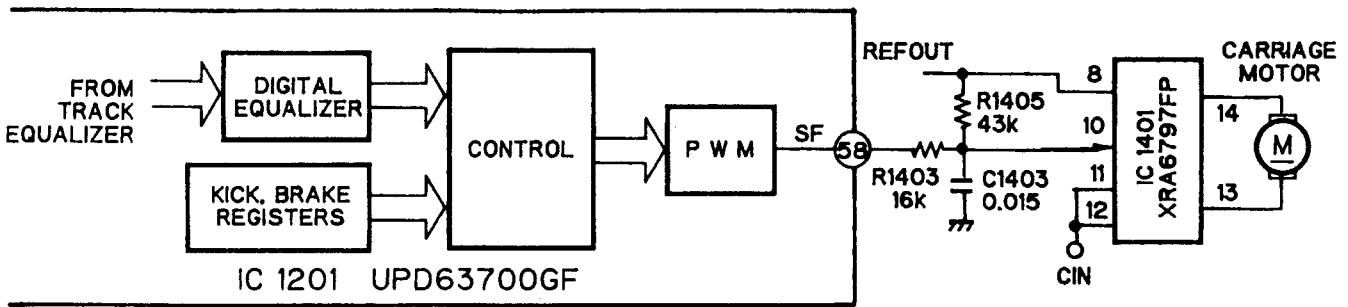 FROM
TRACK
EQUALIZER
DIGITAL
EQUALIZER
KICK, BRAKE
REGISTERS
CONTROL
PWM
SF
58
IC 1201 UPD63700GF
REFOUT
R1405
43k
R1403
16k
C1403
0.015
8
10
11
12
CIN
IC 1401
XRA6797FP
14
13
CARRIAGE
MOTOR
M